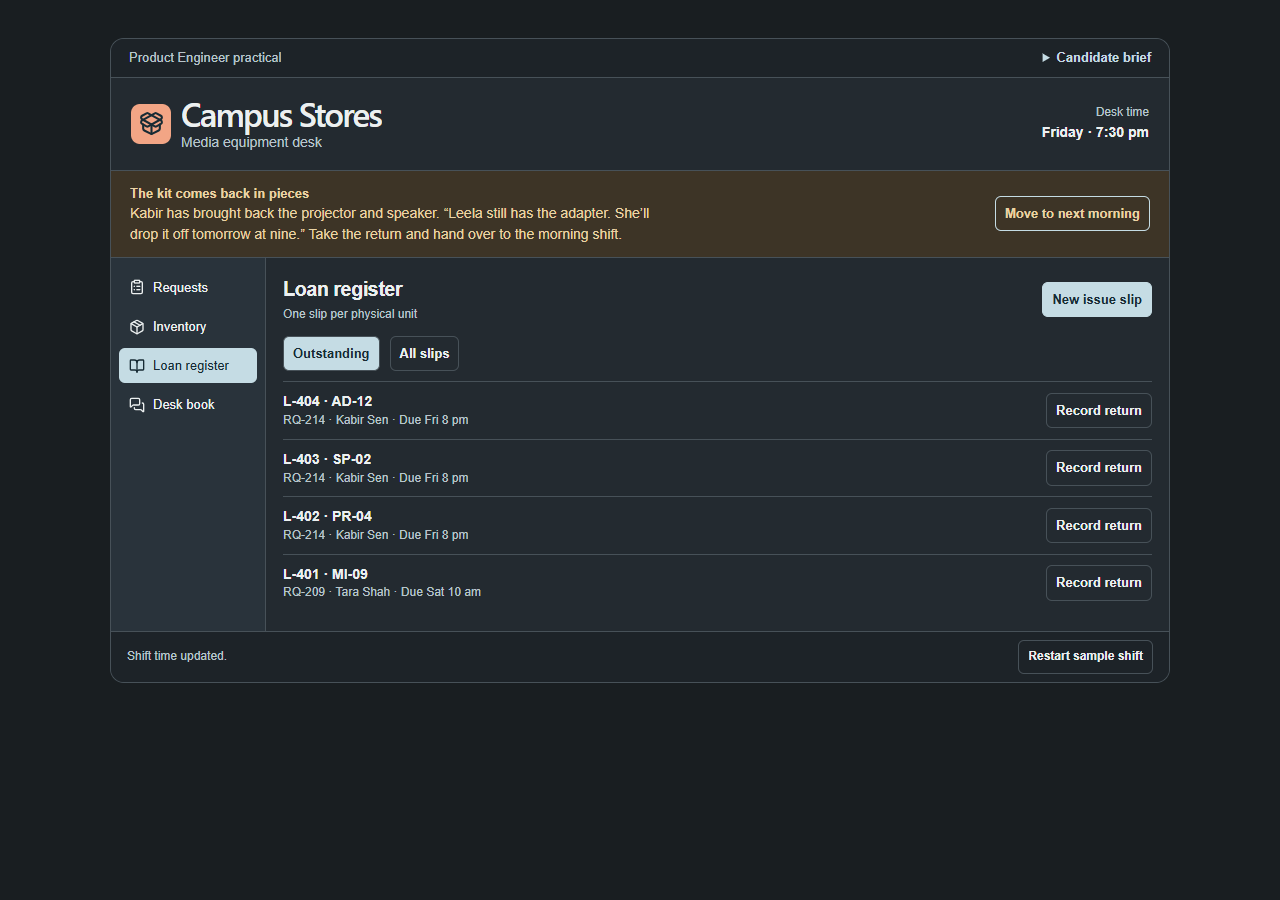 Product Engineer practical
▶ Candidate brief
Campus Stores
Media equipment desk
Desk time
Friday · 7:30 pm
The kit comes back in pieces
Kabir has brought back the projector and speaker. “Leela still has the adapter. She’ll
drop it off tomorrow at nine.” Take the return and hand over to the morning shift.
Move to next morning
Requests
Inventory
Loan register
Desk book
Loan register
One slip per physical unit
New issue slip
Outstanding
All slips
L-404 · AD-12
RQ-214 · Kabir Sen · Due Fri 8 pm
Record return
L-403 · SP-02
RQ-214 · Kabir Sen · Due Fri 8 pm
Record return
L-402 · PR-04
RQ-214 · Kabir Sen · Due Fri 8 pm
Record return
L-401 · MI-09
RQ-209 · Tara Shah · Due Sat 10 am
Record return
Shift time updated.
Restart sample shift